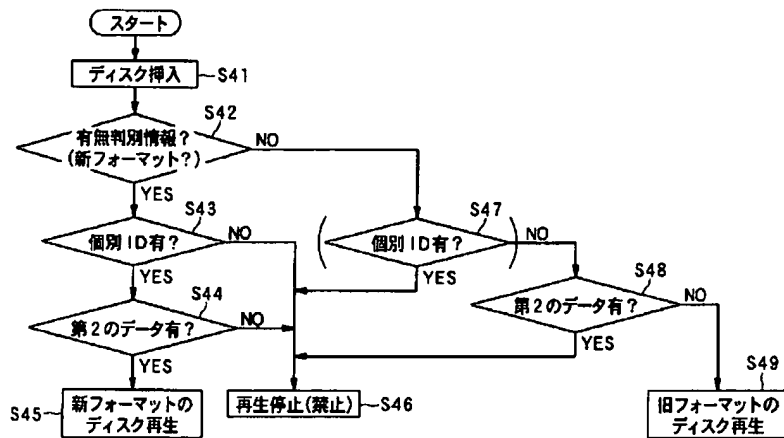 スタート
ディスク挿入
S41
有無判別情報?
(新フォーマット?)
S42
NO
YES
個別ID有?
S43
NO
YES
(個別ID有?)
S47
NO
YES
第2のデータ有?
S44
NO
YES
第2のデータ有?
S48
NO
YES
S45
新フォーマットの
ディスク再生
再生停止(禁止)
S46
旧フォーマットの
ディスク再生
S49